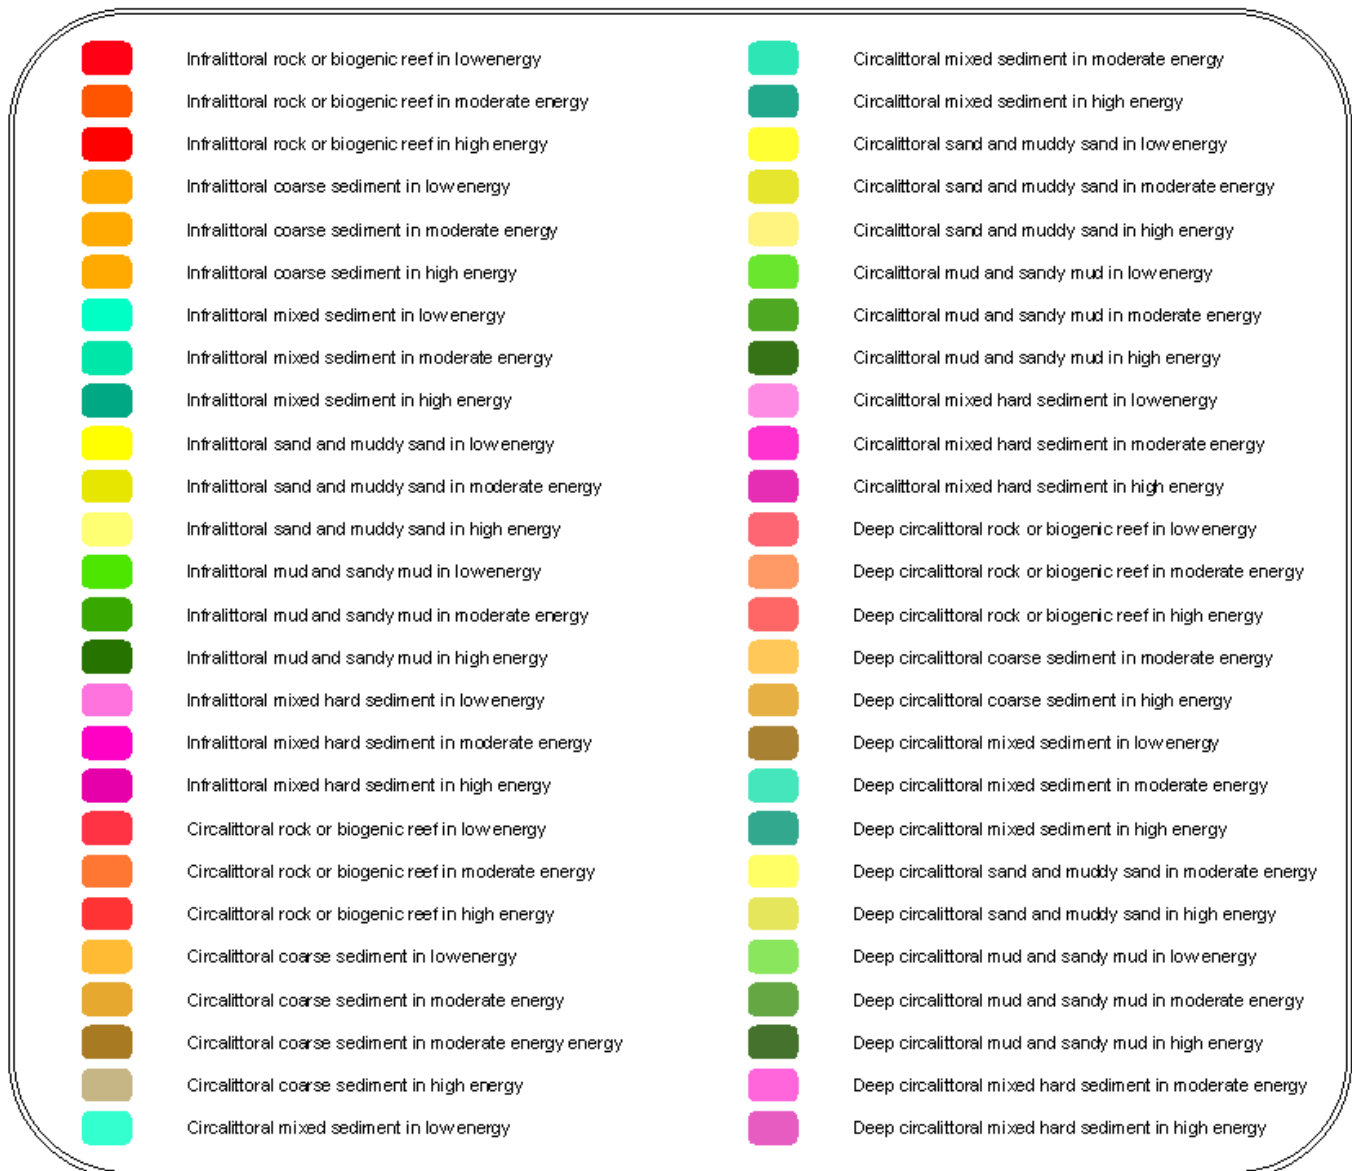 Infralittoral rock or biogenic reef in low energy
Infralittoral rock or biogenic reef in moderate energy
Infralittoral rock or biogenic reef in high energy
Infralittoral coarse sediment in low energy
Infralittoral coarse sediment in moderate energy
Infralittoral coarse sediment in high energy
Infralittoral mixed sediment in low energy
Infralittoral mixed sediment in moderate energy
Infralittoral mixed sediment in high energy
Infralittoral sand and muddy sand in low energy
Infralittoral sand and muddy sand in moderate energy
Infralittoral sand and muddy sand in high energy
Infralittoral mud and sandy mud in low energy
Infralittoral mud and sandy mud in moderate energy
Infralittoral mud and sandy mud in high energy
Infralittoral mixed hard sediment in low energy
Infralittoral mixed hard sediment in moderate energy
Infralittoral mixed hard sediment in high energy
Circalittoral rock or biogenic reef in low energy
Circalittoral rock or biogenic reef in moderate energy
Circalittoral rock or biogenic reef in high energy
Circalittoral coarse sediment in low energy
Circalittoral coarse sediment in moderate energy
Circalittoral coarse sediment in moderate energy energy
Circalittoral coarse sediment in high energy
Circalittoral mixed sediment in low energy
Circalittoral mixed sediment in moderate energy
Circalittoral mixed sediment in high energy
Circalittoral sand and muddy sand in low energy
Circalittoral sand and muddy sand in moderate energy
Circalittoral sand and muddy sand in high energy
Circalittoral mud and sandy mud in low energy
Circalittoral mud and sandy mud in moderate energy
Circalittoral mud and sandy mud in high energy
Circalittoral mixed hard sediment in low energy
Circalittoral mixed hard sediment in moderate energy
Circalittoral mixed hard sediment in high energy
Deep circalittoral rock or biogenic reef in low energy
Deep circalittoral rock or biogenic reef in moderate energy
Deep circalittoral rock or biogenic reef in high energy
Deep circalittoral coarse sediment in moderate energy
Deep circalittoral coarse sediment in high energy
Deep circalittoral mixed sediment in low energy
Deep circalittoral mixed sediment in moderate energy
Deep circalittoral mixed sediment in high energy
Deep circalittoral sand and muddy sand in moderate energy
Deep circalittoral sand and muddy sand in high energy
Deep circalittoral mud and sandy mud in low energy
Deep circalittoral mud and sandy mud in moderate energy
Deep circalittoral mud and sandy mud in high energy
Deep circalittoral mixed hard sediment in moderate energy
Deep circalittoral mixed hard sediment in high energy